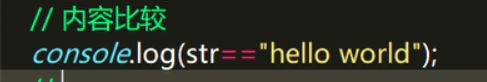 // 内容比较
console.log(str=="hello world");
//